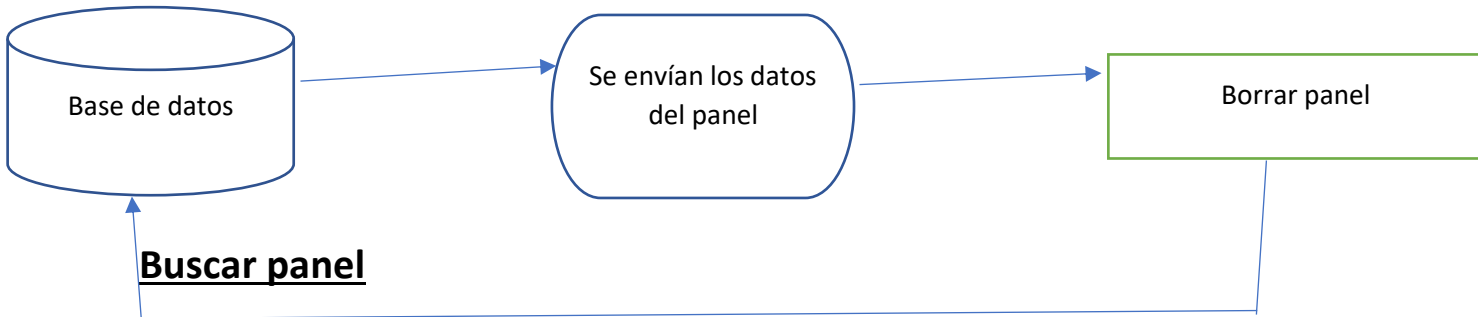 Base de datos
Se envían los datos
del panel
Borrar panel
Buscar panel